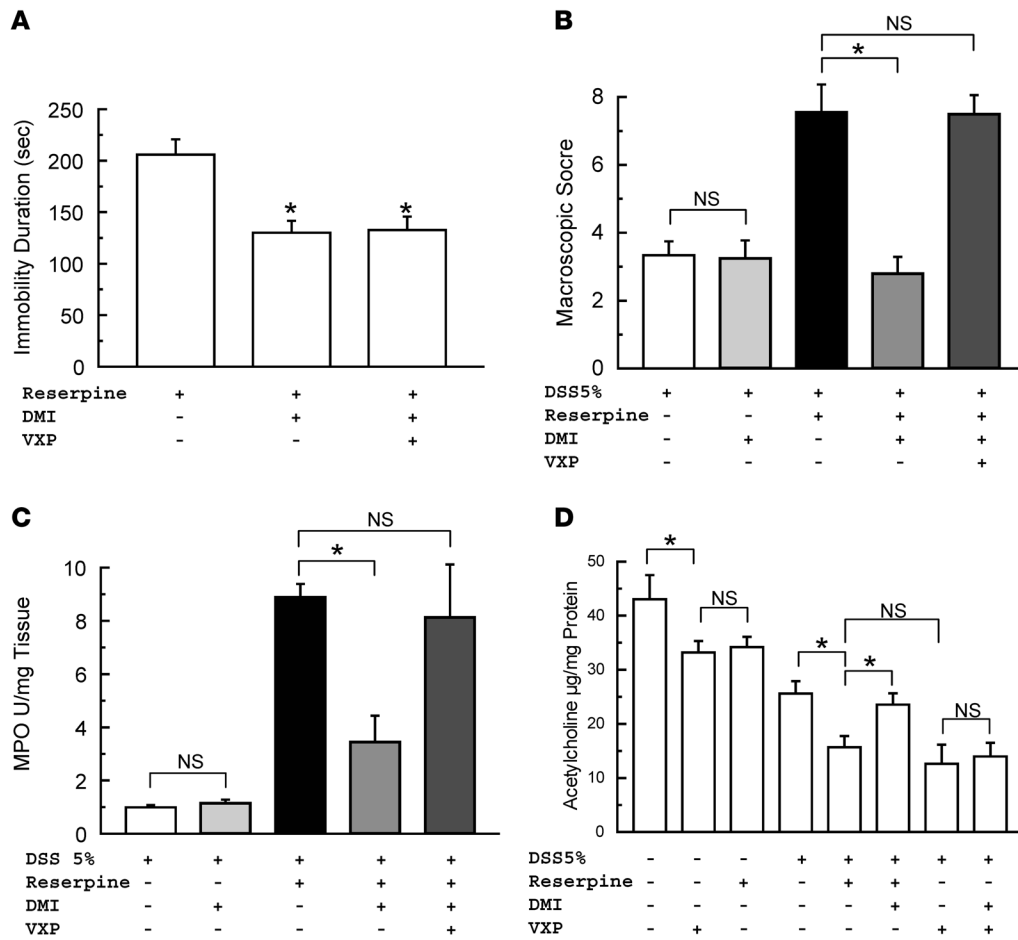 A
Immobility Duration (sec)
250
200
150
100
50
0
* *
Reserpine + + +
DMI - + +
VXP - - +
B
Macroscopic Socre
8
6
4
2
0
NS
*
NS
DSS5% + + + + +
Reserpine - - + + +
DMI - + - + +
VXP - - - - +
C
MPO U/mg Tissue
10
8
6
4
2
0
NS
*
NS
DSS 5% + + + + +
Reserpine - - + + +
DMI - + - + +
VXP - - - - +
D
Acetylcholine µg/mg Protein
50
40
30
20
10
0
*
NS
NS
* *
NS
DSS5% - - - + + + + +
Reserpine - - + - + + - -
DMI - - - - - + - +
VXP - + - - - - + +